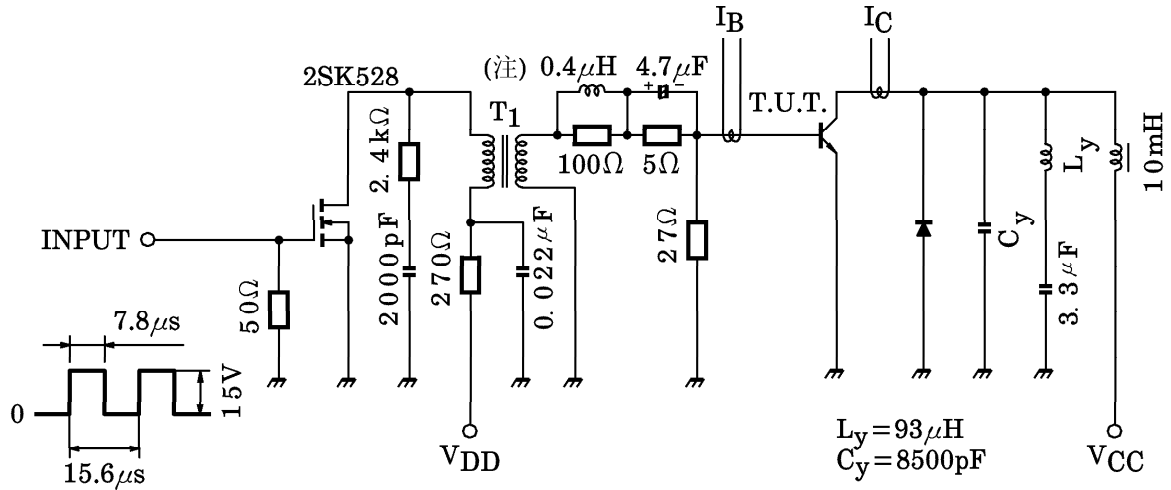 I_B
I_C
(注) 0.4μH 4.7μF
+ −
2SK528
T.U.T.
T₁
2.4kΩ
100Ω 5Ω
L_y
10mH
INPUT
2000pF
270Ω
0.022μF
27Ω
C_y
3.3μF
50Ω
7.8μs
15V
0
15.6μs
V_DD
L_y=93μH
C_y=8500pF
V_CC